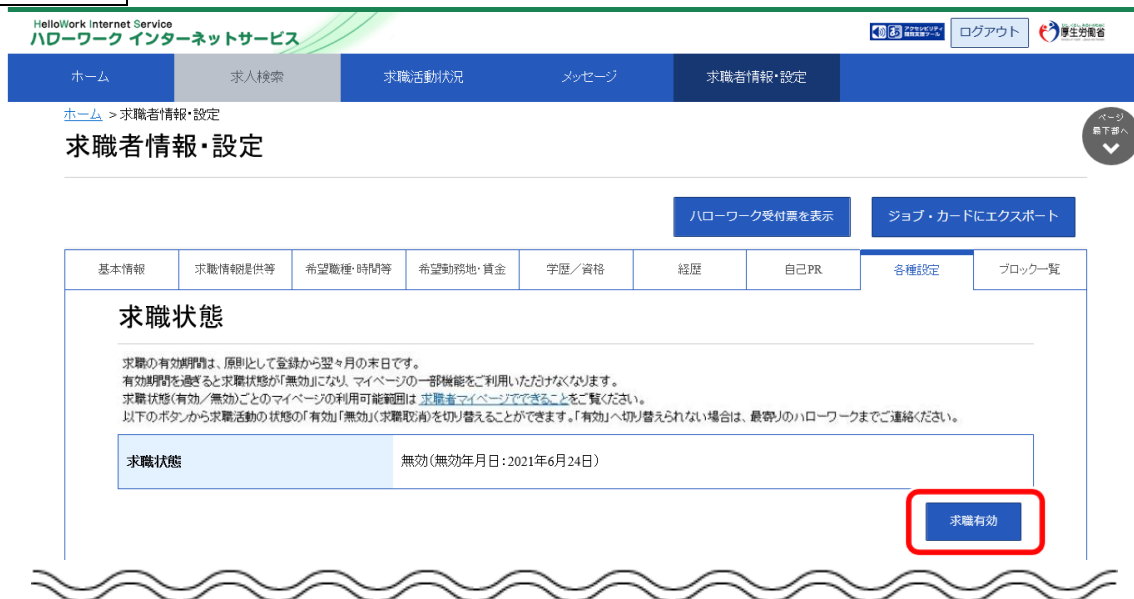 HelloWork Internet Service
ハローワーク インターネットサービス
ログアウト
厚生労働省
ホーム
求人検索
求職活動状況
メッセージ
求職者情報・設定
ホーム > 求職者情報・設定
ページ
最下部へ
求職者情報・設定
ハローワーク受付票を表示
ジョブ・カードにエクスポート
基本情報
求職情報提供等
希望職種・時間等
希望勤務地・賃金
学歴／資格
経歴
自己PR
各種設定
ブロック一覧
求職状態
求職の有効期間は、原則として登録から翌々月の末日です。
有効期間を過ぎると求職状態が「無効」になり、マイページの一部機能をご利用いただけなくなります。
求職状態(有効／無効)ごとのマイページの利用可能範囲は 求職者マイページでできることをご覧ください。
以下のボタンから求職活動の状態の「有効」「無効」(求職取消)を切り替えることができます。「有効」へ切り替えられない場合は、最寄りのハローワークまでご連絡ください。
求職状態
無効(無効年月日：2021年6月24日)
求職有効